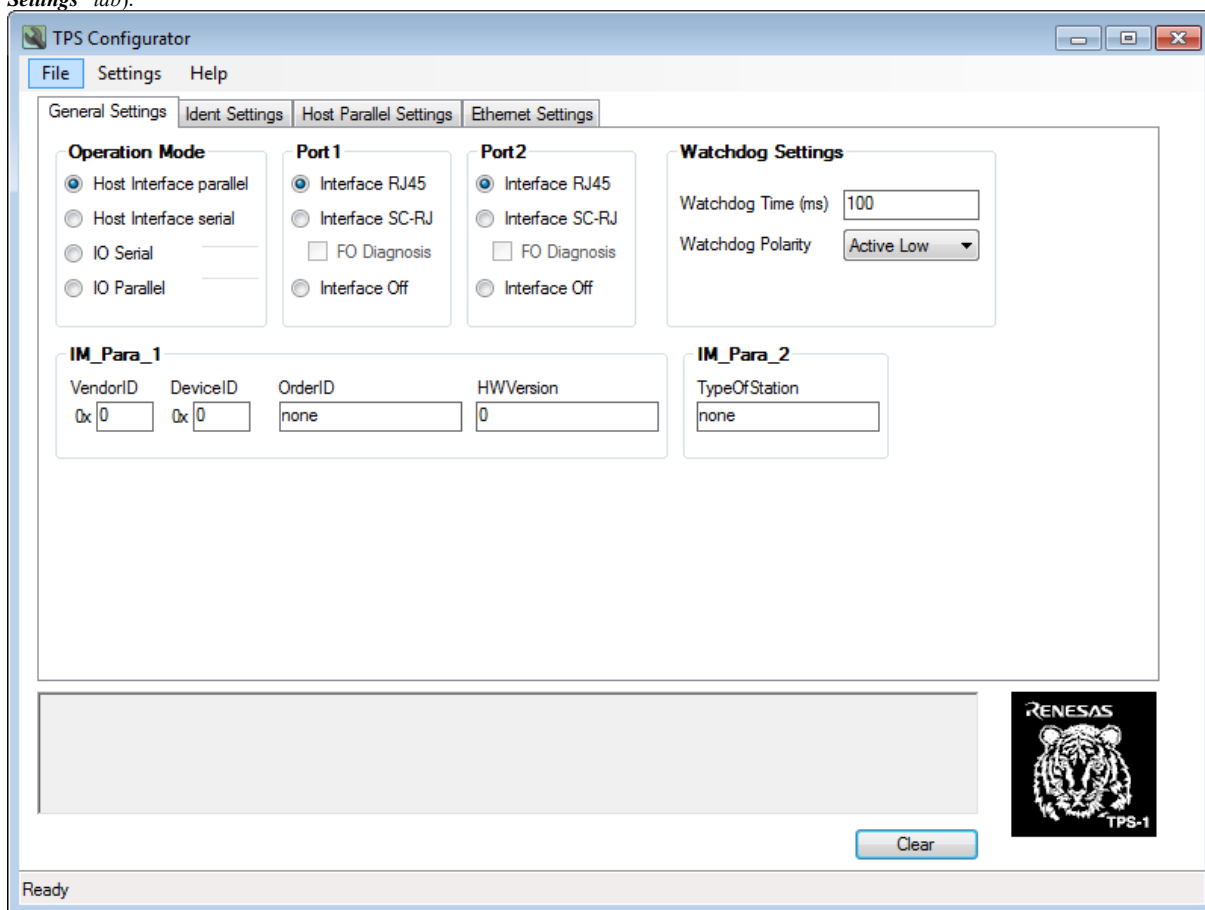 Settings" tab).
TPS Configurator
File Settings Help
General Settings Ident Settings Host Parallel Settings Ethernet Settings
Operation Mode
Host Interface parallel
Host Interface serial
IO Serial
IO Parallel
Port1
Interface RJ45
Interface SC-RJ
FO Diagnosis
Interface Off
Port2
Interface RJ45
Interface SC-RJ
FO Diagnosis
Interface Off
Watchdog Settings
Watchdog Time (ms) 100
Watchdog Polarity Active Low
IM_Para_1
VendorID DeviceID OrderID HWVersion
0x 0 0x 0 none 0
IM_Para_2
TypeOfStation
none
RENESAS
TPS-1
Clear
Ready